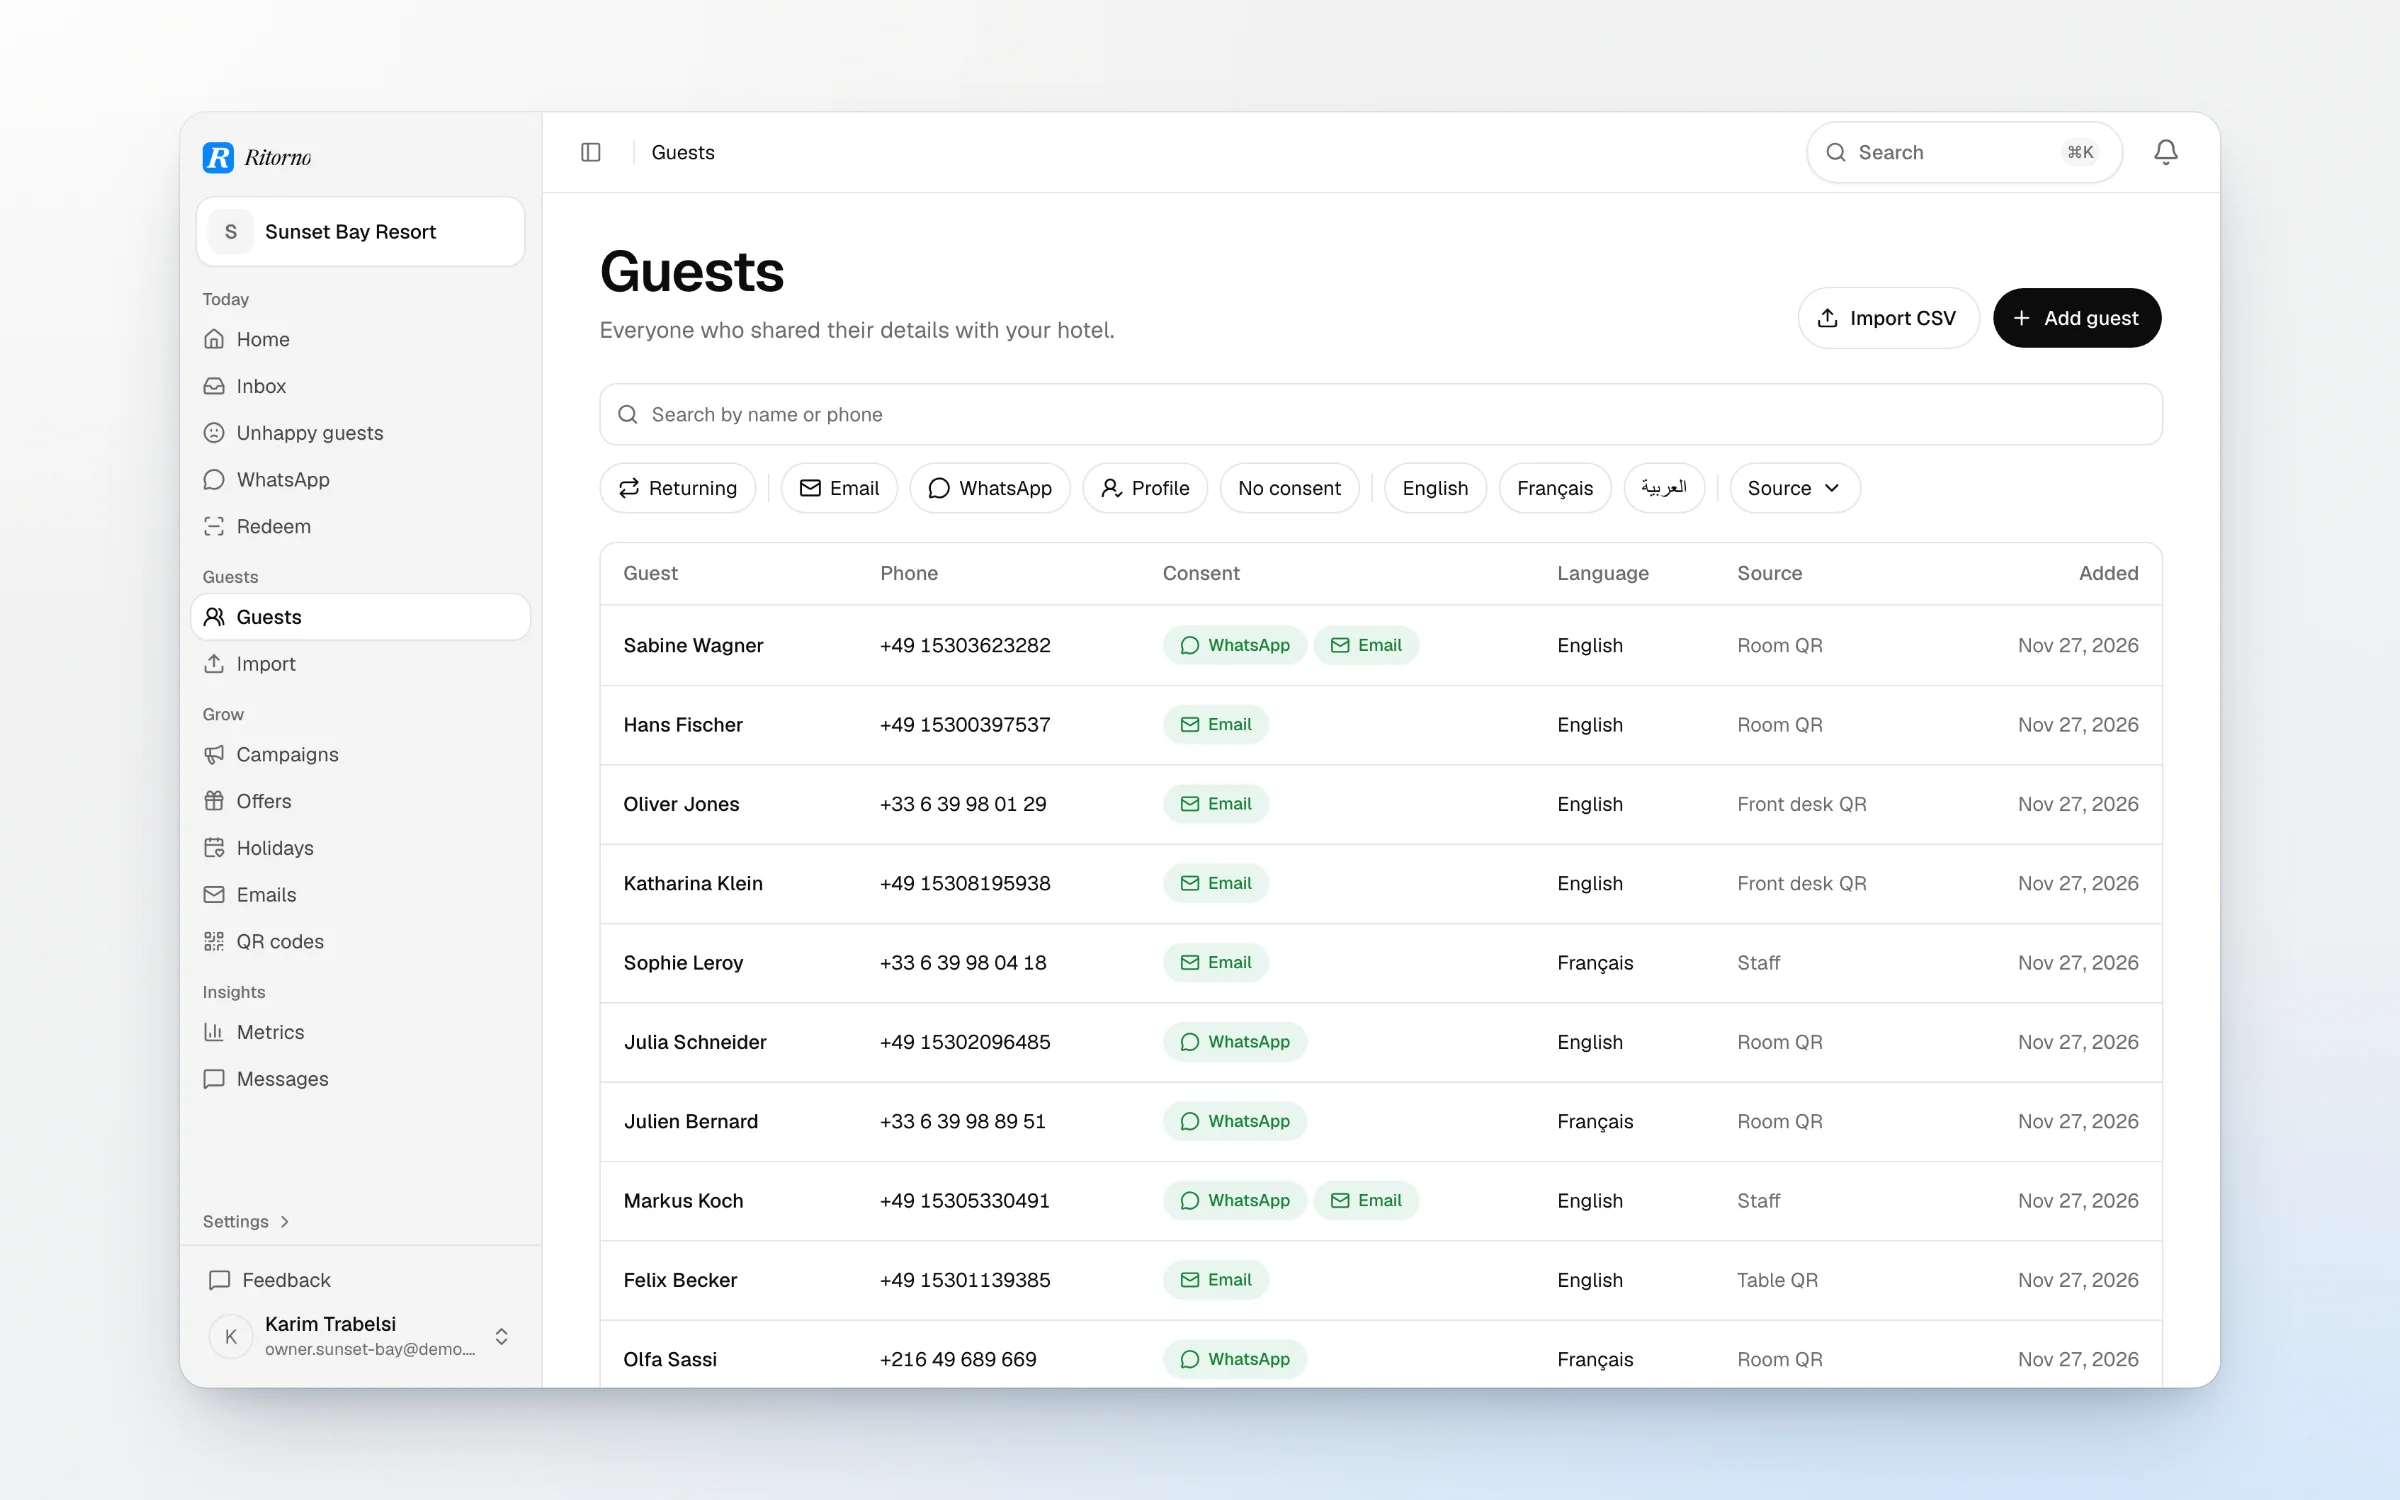 R Ritorno
S Sunset Bay Resort
Today
Home
Inbox
Unhappy guests
WhatsApp
Redeem
Guests
Guests
Import
Grow
Campaigns
Offers
Holidays
Emails
QR codes
Insights
Metrics
Messages
Settings
Feedback
K Karim Trabelsi
owner.sunset-bay@demo....
Guests
Search ⌘K
Guests
Everyone who shared their details with your hotel.
Import CSV
Add guest
Search by name or phone
Returning Email WhatsApp Profile No consent English Français العربية Source
Guest Phone Consent Language Source Added
Sabine Wagner +49 15303623282 WhatsApp Email English Room QR Nov 27, 2026
Hans Fischer +49 15300397537 Email English Room QR Nov 27, 2026
Oliver Jones +33 6 39 98 01 29 Email English Front desk QR Nov 27, 2026
Katharina Klein +49 15308195938 Email English Front desk QR Nov 27, 2026
Sophie Leroy +33 6 39 98 04 18 Email Français Staff Nov 27, 2026
Julia Schneider +49 15302096485 WhatsApp English Room QR Nov 27, 2026
Julien Bernard +33 6 39 98 89 51 WhatsApp Français Room QR Nov 27, 2026
Markus Koch +49 15305330491 WhatsApp Email English Staff Nov 27, 2026
Felix Becker +49 15301139385 Email English Table QR Nov 27, 2026
Olfa Sassi +216 49 689 669 WhatsApp Français Room QR Nov 27, 2026